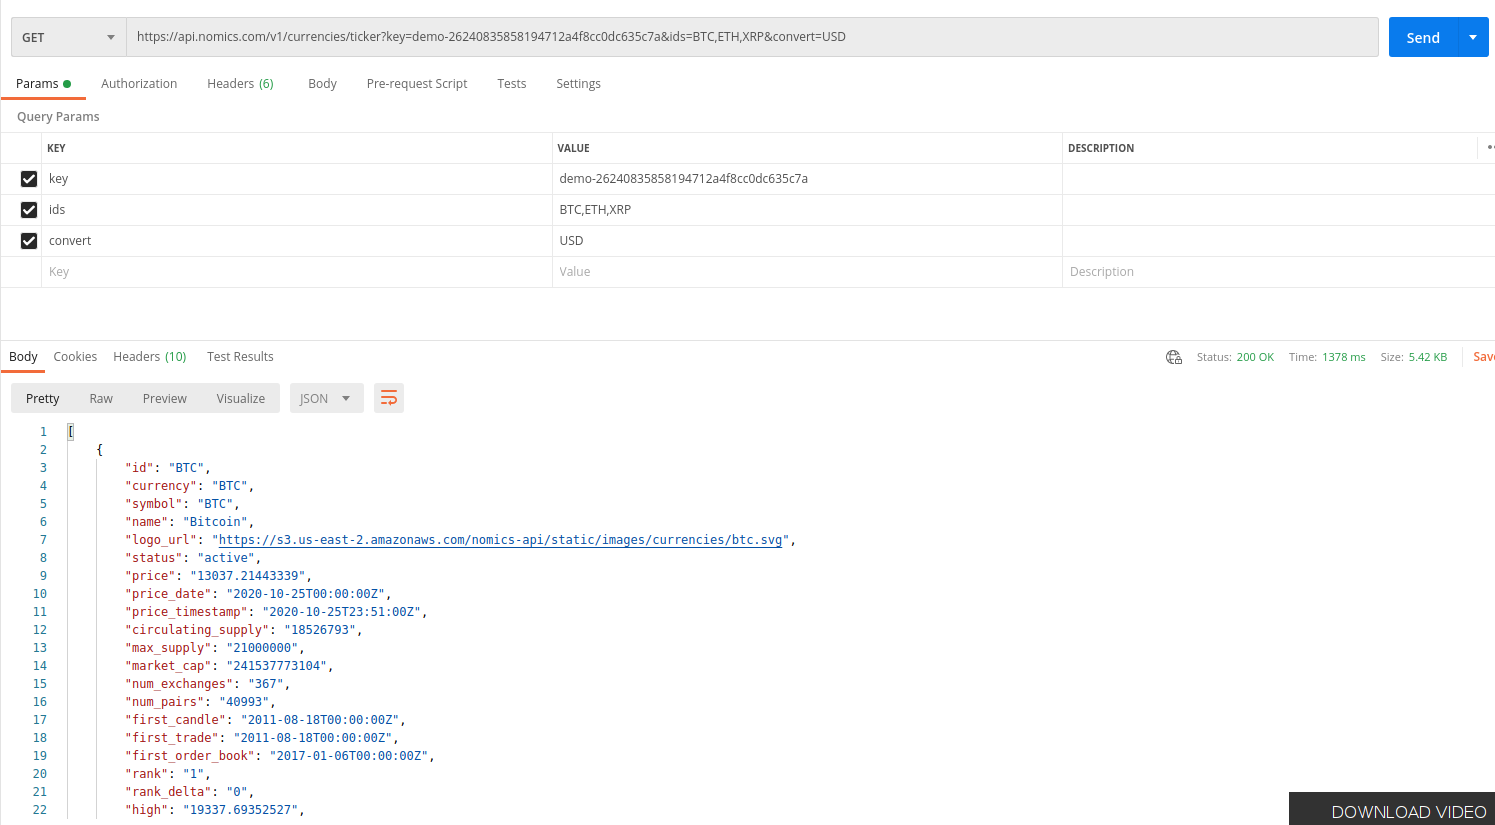 GET https://api.nomics.com/v1/currencies/ticker?key=demo-26240835858194712a4f8cc0dc635c7a&ids=BTC,ETH,XRP&convert=USD Send
Params Authorization Headers (6) Body Pre-request Script Tests Settings
Query Params
KEY VALUE DESCRIPTION
key demo-26240835858194712a4f8cc0dc635c7a
ids BTC,ETH,XRP
convert USD
Key Value Description
Body Cookies Headers (10) Test Results Status: 200 OK Time: 1378 ms Size: 5.42 KB Save
Pretty Raw Preview Visualize JSON
1 [
2 {
3 "id": "BTC",
4 "currency": "BTC",
5 "symbol": "BTC",
6 "name": "Bitcoin",
7 "logo_url": "https://s3.us-east-2.amazonaws.com/nomics-api/static/images/currencies/btc.svg",
8 "status": "active",
9 "price": "13037.21443339",
10 "price_date": "2020-10-25T00:00:00Z",
11 "price_timestamp": "2020-10-25T23:51:00Z",
12 "circulating_supply": "18526793",
13 "max_supply": "21000000",
14 "market_cap": "241537773104",
15 "num_exchanges": "367",
16 "num_pairs": "40993",
17 "first_candle": "2011-08-18T00:00:00Z",
18 "first_trade": "2011-08-18T00:00:00Z",
19 "first_order_book": "2017-01-06T00:00:00Z",
20 "rank": "1",
21 "rank_delta": "0",
22 "high": "19337.69352527",
DOWNLOAD VIDEO